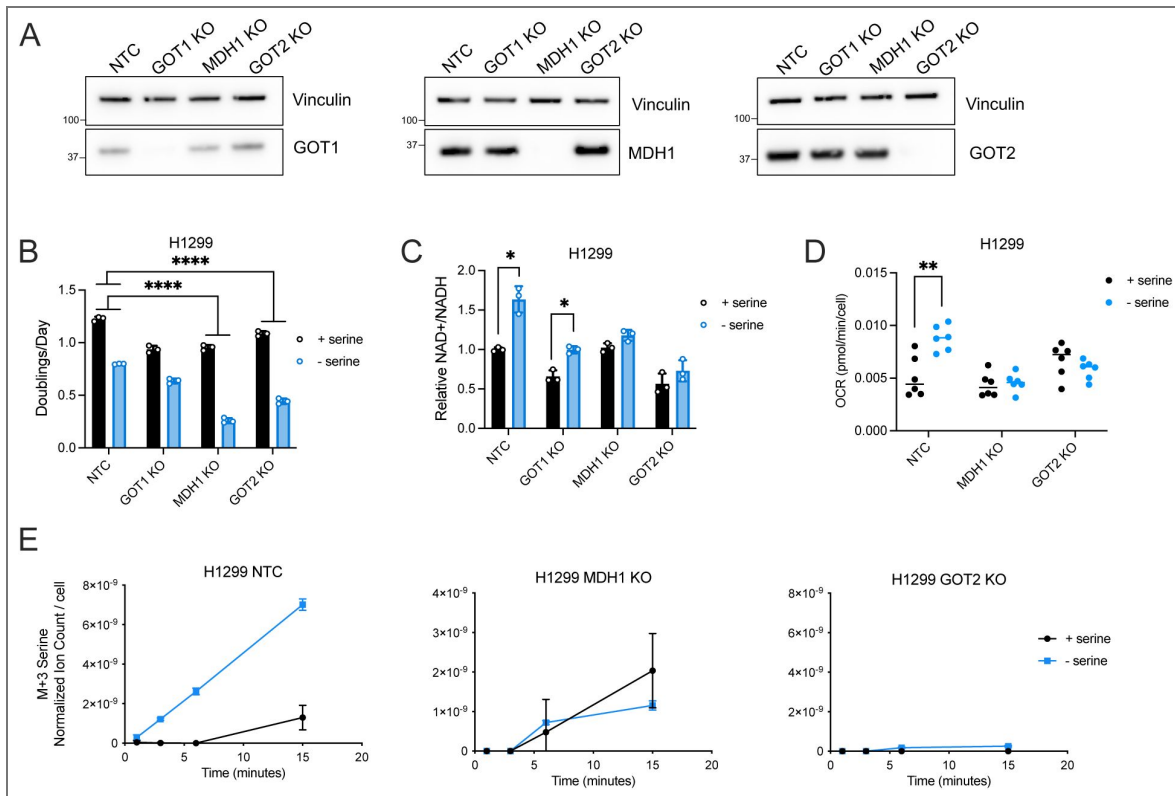 A
NTC GOT1 KO MDH1 KO GOT2 KO
Vinculin
100
37
GOT1
NTC GOT1 KO MDH1 KO GOT2 KO
Vinculin
100
37
MDH1
NTC GOT1 KO MDH1 KO GOT2 KO
Vinculin
100
37
GOT2
B
H1299
****
****
Doublings/Day
1.5
1.0
0.5
0.0
NTC GOT1 KO MDH1 KO GOT2 KO
+ serine
- serine
C
H1299
*
*
Relative NAD+/NADH
2.0
1.5
1.0
0.5
0.0
NTC GOT1 KO MDH1 KO GOT2 KO
+ serine
- serine
D
H1299
**
OCR (pmol/min/cell)
0.015
0.010
0.005
0.000
NTC MDH1 KO GOT2 KO
+ serine
- serine
E
H1299 NTC
M+3 Serine
Normalized Ion Count / cell
8×10⁻⁹
6×10⁻⁹
4×10⁻⁹
2×10⁻⁹
0
0 5 10 15 20
Time (minutes)
H1299 MDH1 KO
4×10⁻⁹
3×10⁻⁹
2×10⁻⁹
1×10⁻⁹
0
0 5 10 15 20
Time (minutes)
H1299 GOT2 KO
8×10⁻⁹
6×10⁻⁹
4×10⁻⁹
2×10⁻⁹
0
0 5 10 15 20
Time (minutes)
+ serine
- serine